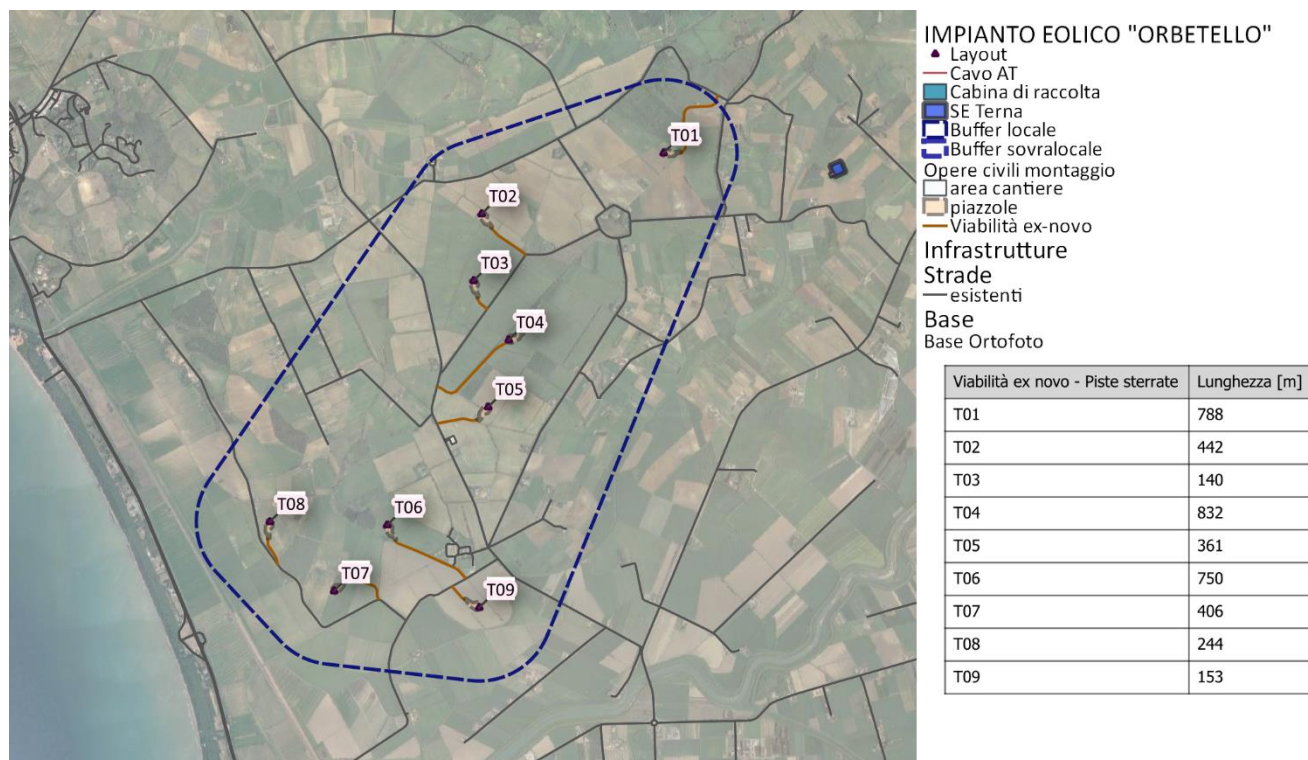 IMPIANTO EOLICO "ORBETELLO"
Layout
Cavo AT
Cabina di raccolta
SE Terna
Buffer locale
Buffer sovralocale
Opere civili montaggio
area cantiere
piazzole
Viabilità ex-novo
Infrastrutture
Strade
esistenti
Base
Base Ortofoto
T01
T02
T03
T04
T05
T08
T06
T07
T09
Viabilità ex novo - Piste sterrate Lunghezza [m]
T01 788
T02 442
T03 140
T04 832
T05 361
T06 750
T07 406
T08 244
T09 153